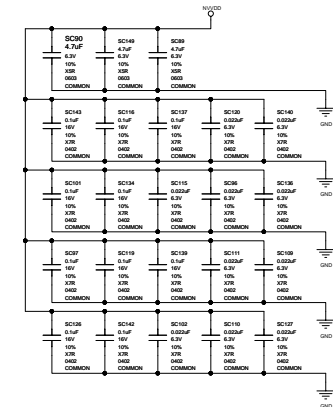 NVVDD
SC90
4.7uF
6.3V
10%
X5R
0603
COMMON
SC149
4.7uF
6.3V
10%
X5R
0603
COMMON
SC89
4.7uF
6.3V
10%
X5R
0603
COMMON
GND
SC143
0.1uF
16V
10%
X7R
0402
COMMON
SC116
0.1uF
16V
10%
X7R
0402
COMMON
SC137
0.1uF
16V
10%
X7R
0402
COMMON
SC120
0.022uF
6.3V
10%
X7R
0402
COMMON
SC140
0.022uF
6.3V
10%
X7R
0402
COMMON
GND
SC101
0.1uF
16V
10%
X7R
0402
COMMON
SC134
0.1uF
16V
10%
X7R
0402
COMMON
SC115
0.022uF
6.3V
10%
X7R
0402
COMMON
SC96
0.022uF
6.3V
10%
X7R
0402
COMMON
SC136
0.022uF
6.3V
10%
X7R
0402
COMMON
GND
SC97
0.1uF
16V
10%
X7R
0402
COMMON
SC119
0.1uF
16V
10%
X7R
0402
COMMON
SC139
0.1uF
16V
10%
X7R
0402
COMMON
SC111
0.022uF
6.3V
10%
X7R
0402
COMMON
SC109
0.022uF
6.3V
10%
X7R
0402
COMMON
GND
SC126
0.1uF
16V
10%
X7R
0402
COMMON
SC142
0.1uF
16V
10%
X7R
0402
COMMON
SC102
0.022uF
6.3V
10%
X7R
0402
COMMON
SC110
0.022uF
6.3V
10%
X7R
0402
COMMON
SC127
0.022uF
6.3V
10%
X7R
0402
COMMON
GND